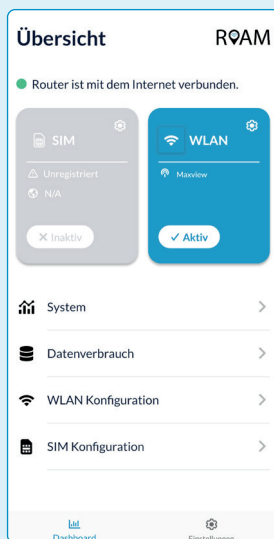 Übersicht
ROAM
Router ist mit dem Internet verbunden.
SIM
Unregistriert
N/A
Inaktiv
WLAN
Maxview
Aktiv
System
Datenverbrauch
WLAN Konfiguration
SIM Konfiguration
Dashboard
Einstellungen